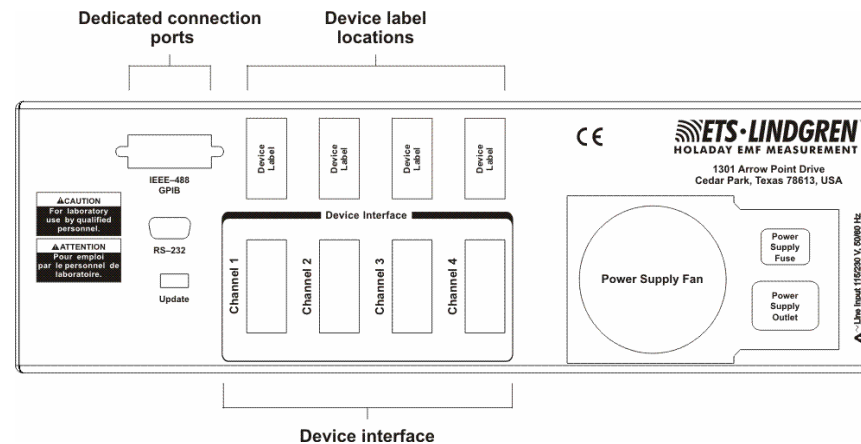 Dedicated connection
ports
Device label
locations
Device
Label
Device
Label
Device
Label
Device
Label
CE
ETS·LINDGREN
HOLADAY EMF MEASUREMENT
1301 Arrow Point Drive
Cedar Park, Texas 78613, USA
IEEE–488
GPIB
CAUTION
For laboratory
use by qualified
personnel.
ATTENTION
Pour emploi
par le personnel de
laboratoire.
RS–232
Update
Device Interface
Channel 1
Channel 2
Channel 3
Channel 4
Power Supply Fan
Power
Supply
Fuse
Power
Supply
Outlet
~ Line Input 115/230 V, 50/60 Hz
Device interface